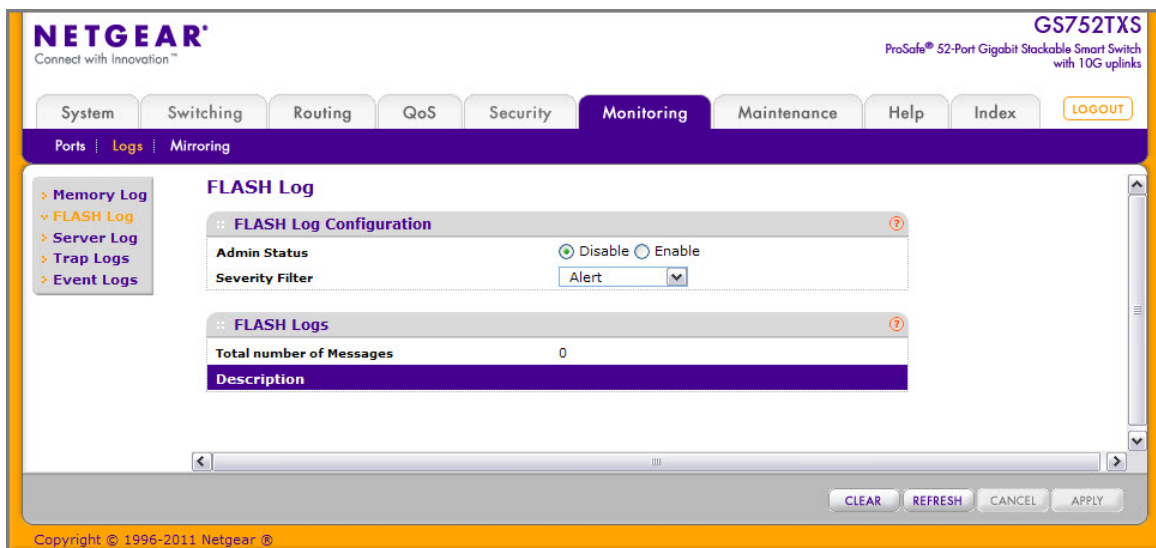 NETGEAR®
Connect with Innovation™
GS752TXS
ProSafe® 52-Port Gigabit Stackable Smart Switch
with 10G uplinks
System Switching Routing QoS Security Monitoring Maintenance Help Index LOGOUT
Ports Logs Mirroring
Memory Log
FLASH Log
Server Log
Trap Logs
Event Logs
FLASH Log
FLASH Log Configuration ?
Admin Status Disable Enable
Severity Filter Alert
FLASH Logs ?
Total number of Messages 0
Description
CLEAR REFRESH CANCEL APPLY
Copyright © 1996-2011 Netgear ®